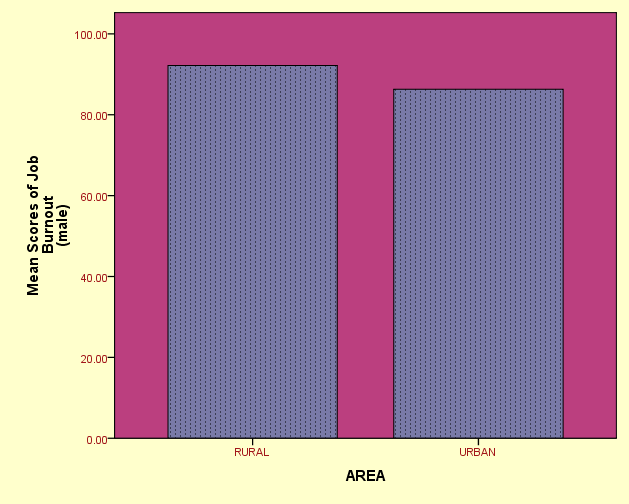 Mean Scores of Job
Burnout
(male)
100.00
80.00
60.00
40.00
20.00
0.00
RURAL
URBAN
AREA